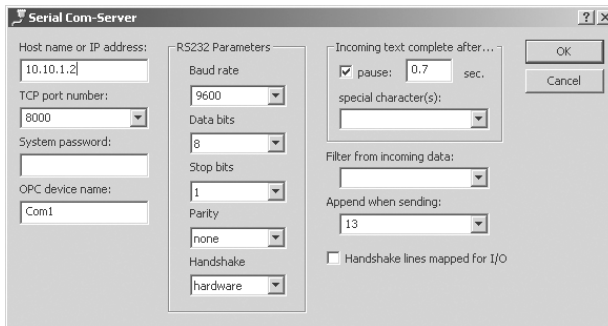 Serial Com-Server
Host name or IP address:
10.10.1.2
TCP port number:
8000
System password:
OPC device name:
Com1
RS232 Parameters
Baud rate
9600
Data bits
8
Stop bits
1
Parity
none
Handshake
hardware
Incoming text complete after...
pause: 0.7 sec.
special character(s):
Filter from incoming data:
Append when sending:
13
Handshake lines mapped for I/O
OK
Cancel